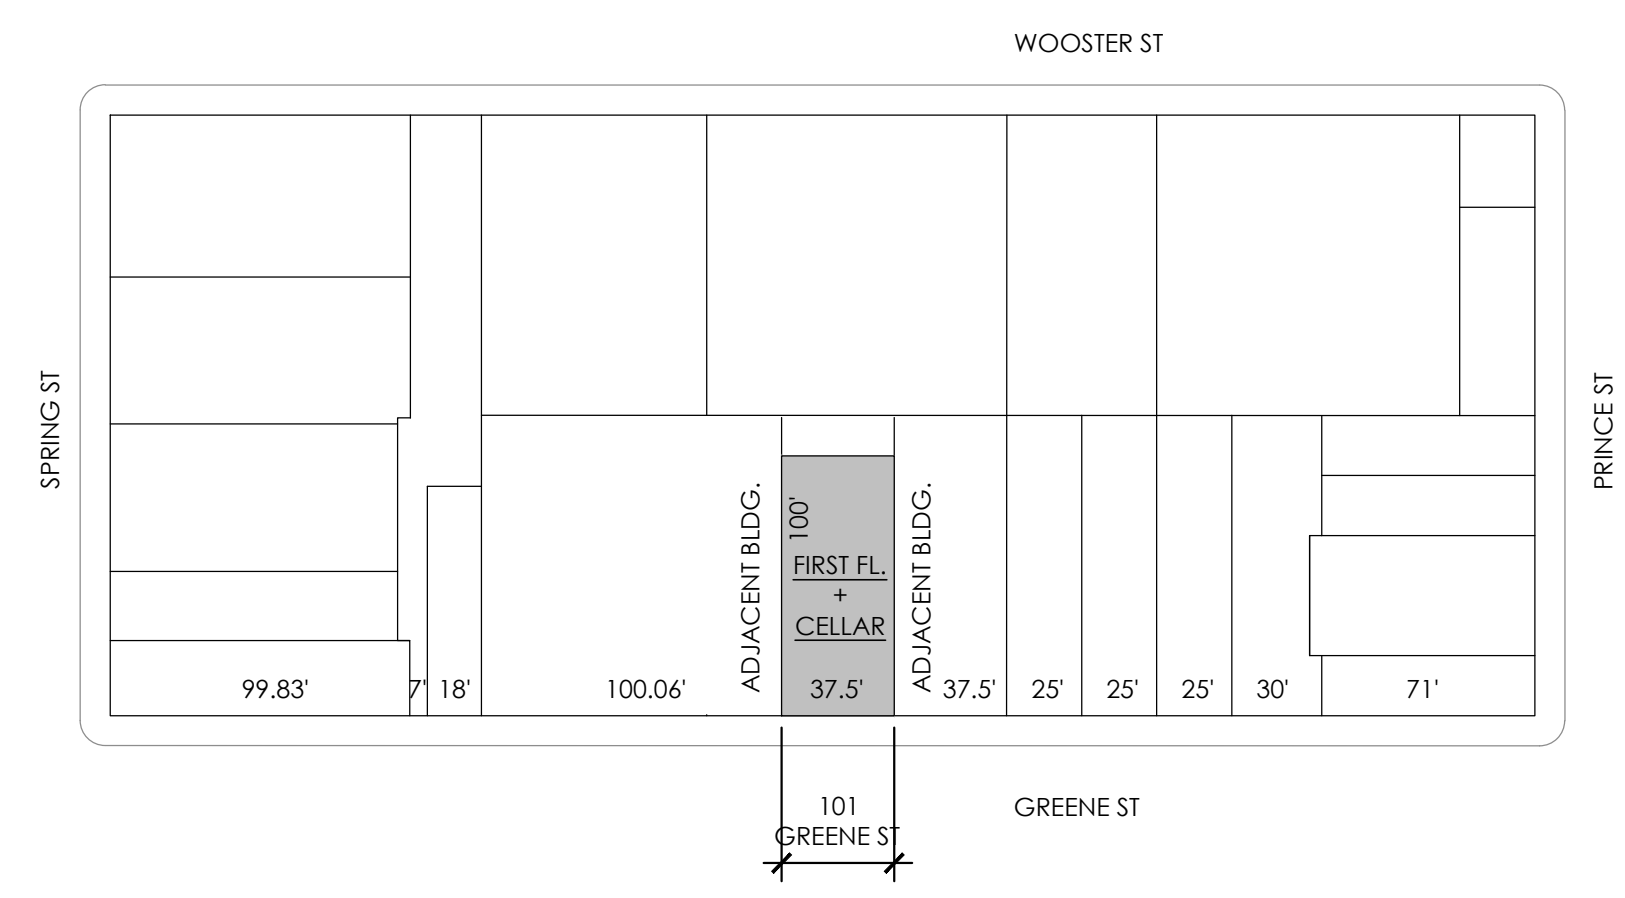 WOOSTER ST
SPRING ST
PRINCE ST
ADJACENT BLDG.
100'
FIRST FL.
+
CELLAR
ADJACENT BLDG.
99.83'
7'
18'
100.06'
37.5'
37.5'
25'
25'
25'
30'
71'
101
GREENE ST
GREENE ST